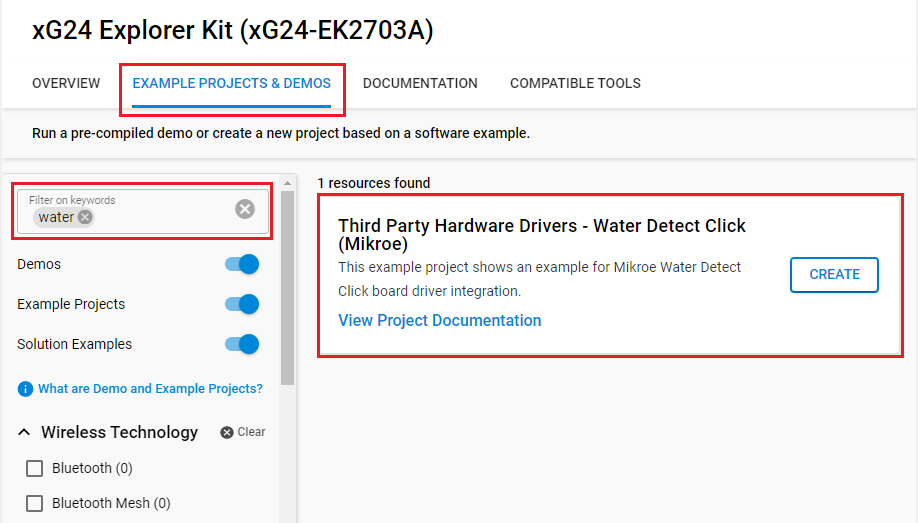 xG24 Explorer Kit (xG24-EK2703A)
OVERVIEW
EXAMPLE PROJECTS & DEMOS
DOCUMENTATION
COMPATIBLE TOOLS
Run a pre-compiled demo or create a new project based on a software example.
Filter on keywords
water
Demos
Example Projects
Solution Examples
What are Demo and Example Projects?
Wireless Technology
Clear
Bluetooth (0)
Bluetooth Mesh (0)
1 resources found
Third Party Hardware Drivers - Water Detect Click
(Mikroe)
This example project shows an example for Mikroe Water Detect
Click board driver integration.
View Project Documentation
CREATE